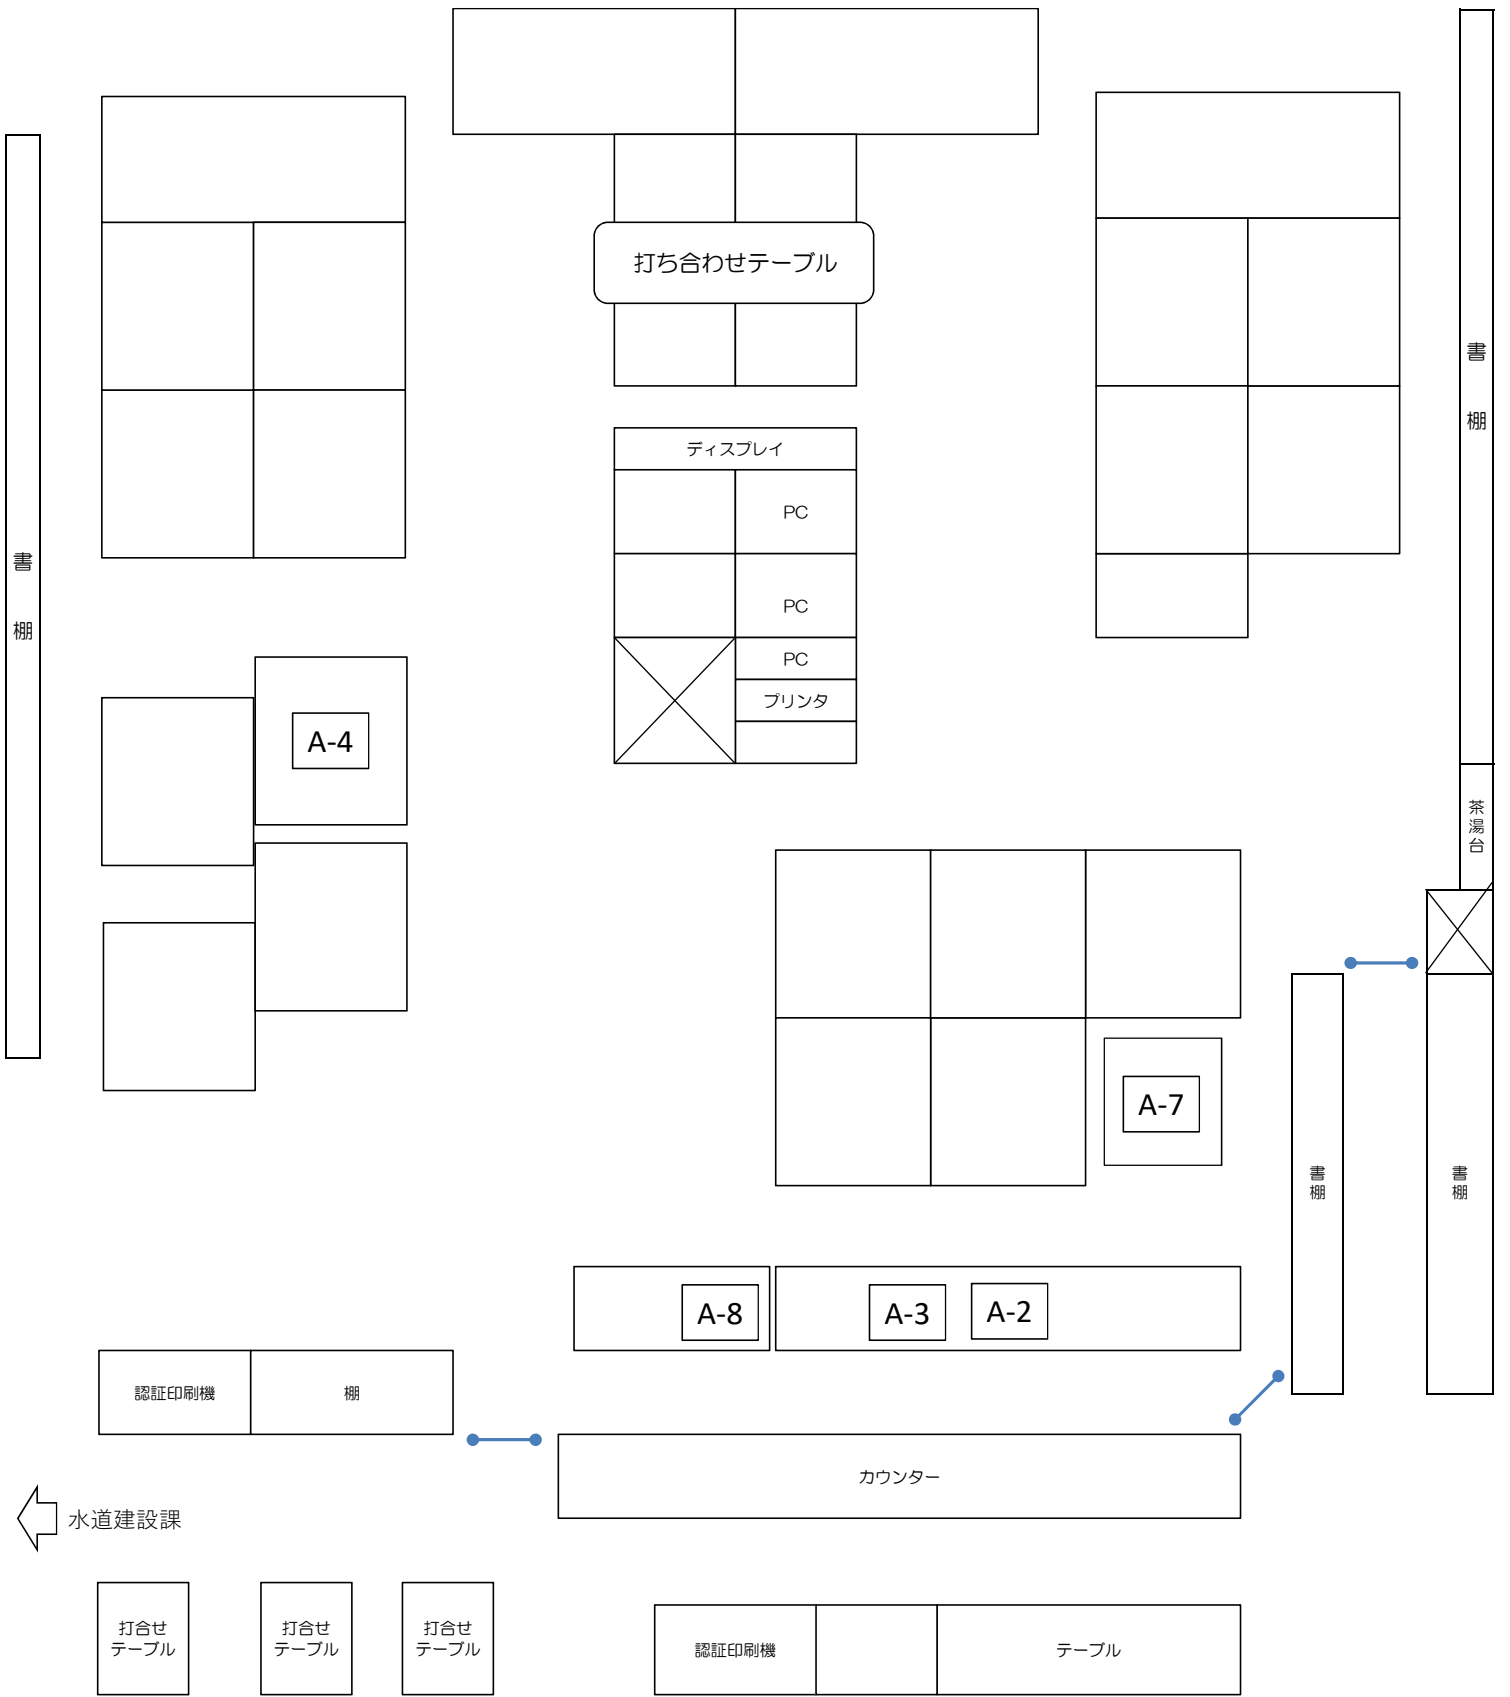 打ち合わせテーブル
書
棚
ディスプレイ
PC
書
棚
PC
PC
プリンタ
A-4
茶
湯
台
A-7
書
棚
書
棚
A-8
A-3
A-2
認証印刷機
棚
カウンター
水道建設課
打合せ
テーブル
打合せ
テーブル
打合せ
テーブル
認証印刷機
テーブル